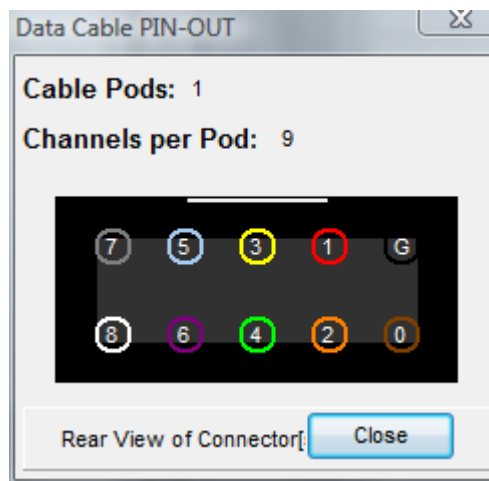 Data Cable PIN-OUT
Cable Pods: 1
Channels per Pod: 9
7 5 3 1 G
8 6 4 2 0
Rear View of Connector[
Close